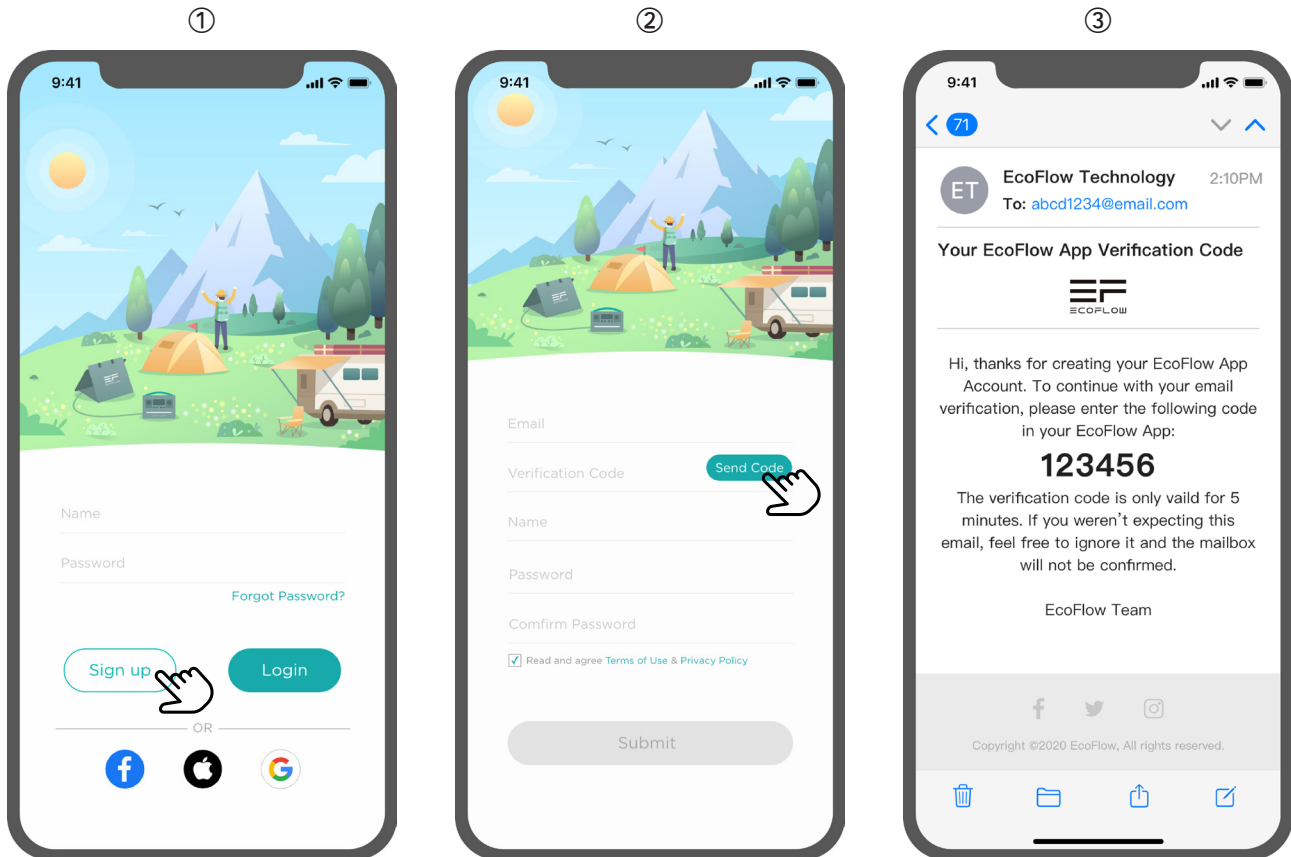 ①
9:41
Name
Password
Forgot Password?
Sign up
Login
OR
②
9:41
Email
Verification Code
Send Code
Name
Password
Comfirm Password
Read and agree Terms of Use & Privacy Policy
Submit
③
9:41
71
ET
EcoFlow Technology
2:10PM
To: abcd1234@email.com
Your EcoFlow App Verification Code
EF
ECOFLOW
Hi, thanks for creating your EcoFlow App
Account. To continue with your email
verification, please enter the following code
in your EcoFlow App:
123456
The verification code is only vaild for 5
minutes. If you weren't expecting this
email, feel free to ignore it and the mailbox
will not be confirmed.
EcoFlow Team
Copyright ©2020 EcoFlow, All rights reserved.